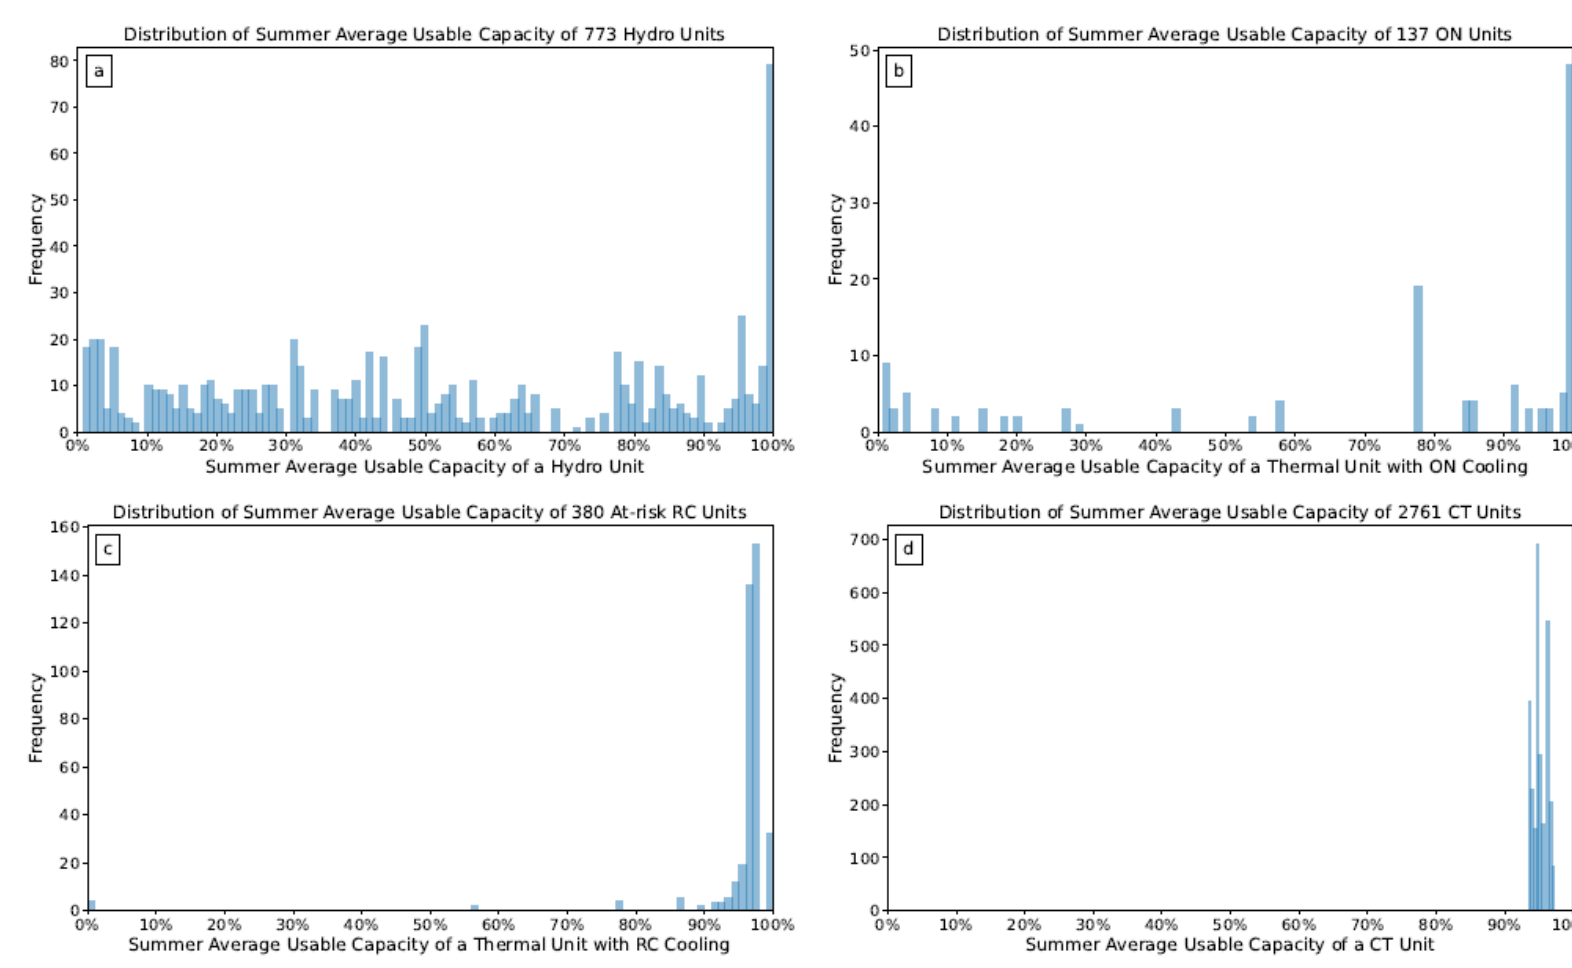 Distribution of Summer Average Usable Capacity of 773 Hydro Units
a
80
70
60
50
40
30
20
10
0
Frequency
0% 10% 20% 30% 40% 50% 60% 70% 80% 90% 100%
Summer Average Usable Capacity of a Hydro Unit
Distribution of Summer Average Usable Capacity of 137 ON Units
b
50
40
30
20
10
0
Frequency
0% 10% 20% 30% 40% 50% 60% 70% 80% 90% 10
Summer Average Usable Capacity of a Thermal Unit with ON Cooling
Distribution of Summer Average Usable Capacity of 380 At-risk RC Units
c
160
140
120
100
80
60
40
20
0
Frequency
0% 10% 20% 30% 40% 50% 60% 70% 80% 90% 100%
Summer Average Usable Capacity of a Thermal Unit with RC Cooling
Distribution of Summer Average Usable Capacity of 2761 CT Units
d
700
600
500
400
300
200
100
0
Frequency
0% 10% 20% 30% 40% 50% 60% 70% 80% 90% 10
Summer Average Usable Capacity of a CT Unit